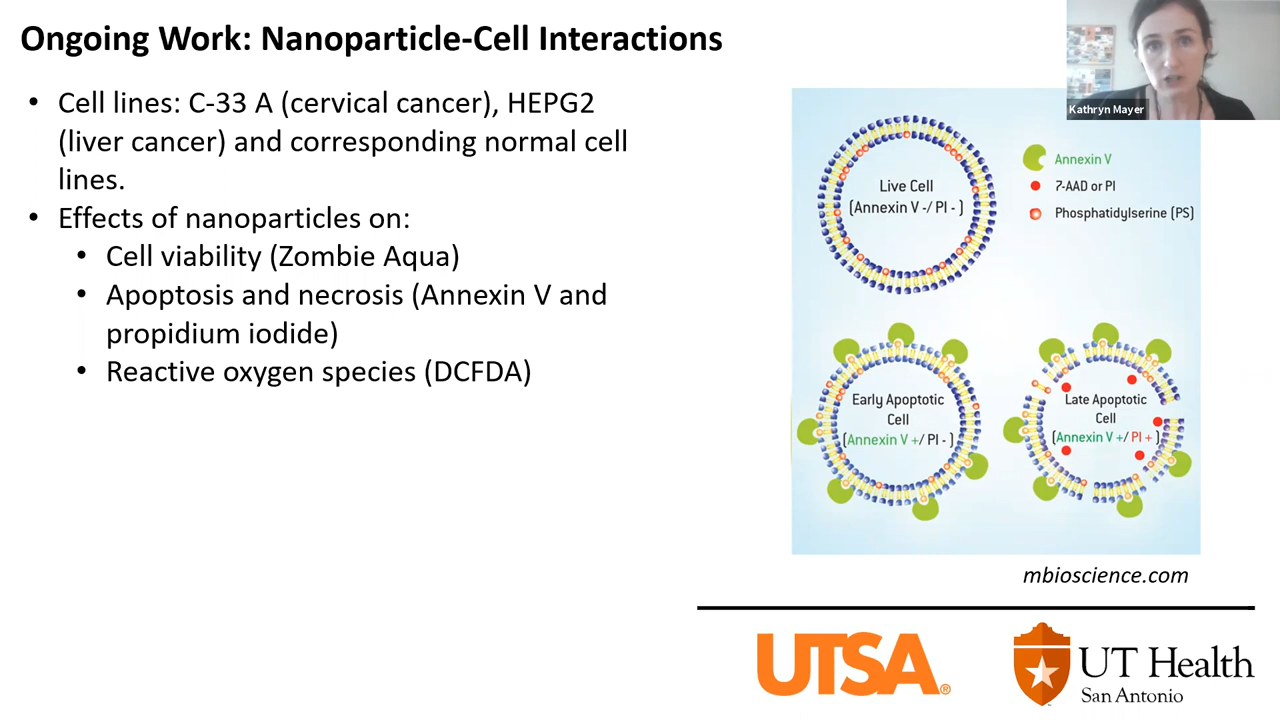 Ongoing Work: Nanoparticle-Cell Interactions
Kathryn Mayer
• Cell lines: C-33 A (cervical cancer), HEPG2
(liver cancer) and corresponding normal cell
lines.
• Effects of nanoparticles on:
• Cell viability (Zombie Aqua)
• Apoptosis and necrosis (Annexin V and
propidium iodide)
• Reactive oxygen species (DCFDA)
Live Cell
(Annexin V -/ PI - )
Annexin V
7-AAD or PI
Phosphatidylserine (PS)
Early Apoptotic
Cell
(Annexin V +/ PI - )
Late Apoptotic
Cell
(Annexin V +/ PI + )
mbioscience.com
UTSA®
UT Health
San Antonio